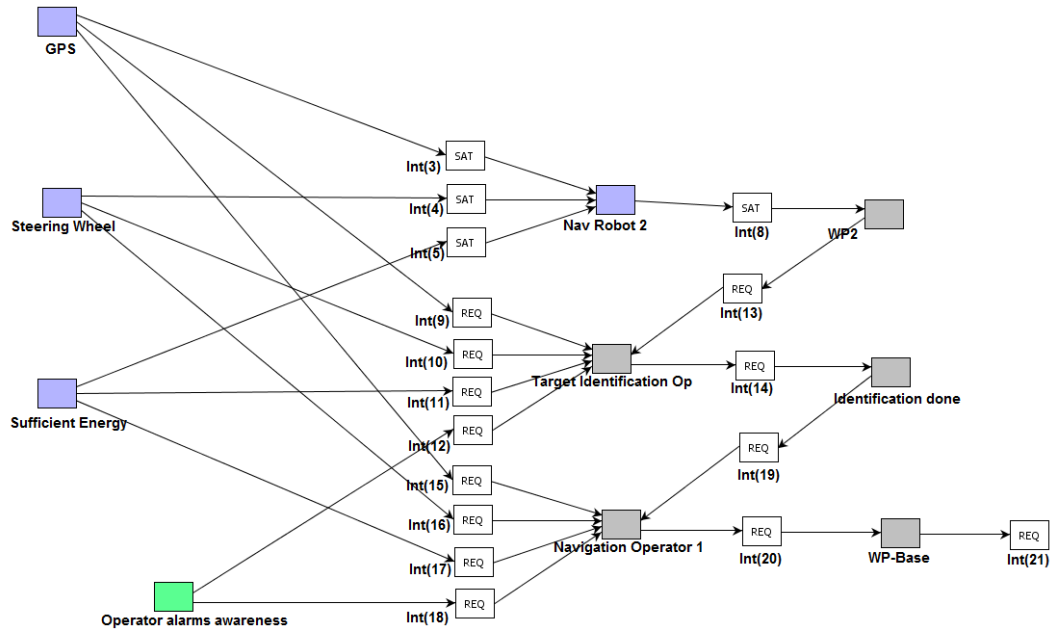 GPS
SAT
Int(3)
SAT
Int(4)
Steering Wheel
Nav Robot 2
SAT
Int(8)
WP2
SAT
Int(5)
REQ
Int(13)
REQ
Int(9)
REQ
Int(10)
Target Identification Op
REQ
Int(14)
Identification done
REQ
Int(11)
Sufficient Energy
REQ
Int(12)
REQ
Int(19)
REQ
Int(15)
REQ
Int(16)
Navigation Operator 1
REQ
Int(20)
WP-Base
REQ
Int(21)
REQ
Int(17)
REQ
Int(18)
Operator alarms awareness